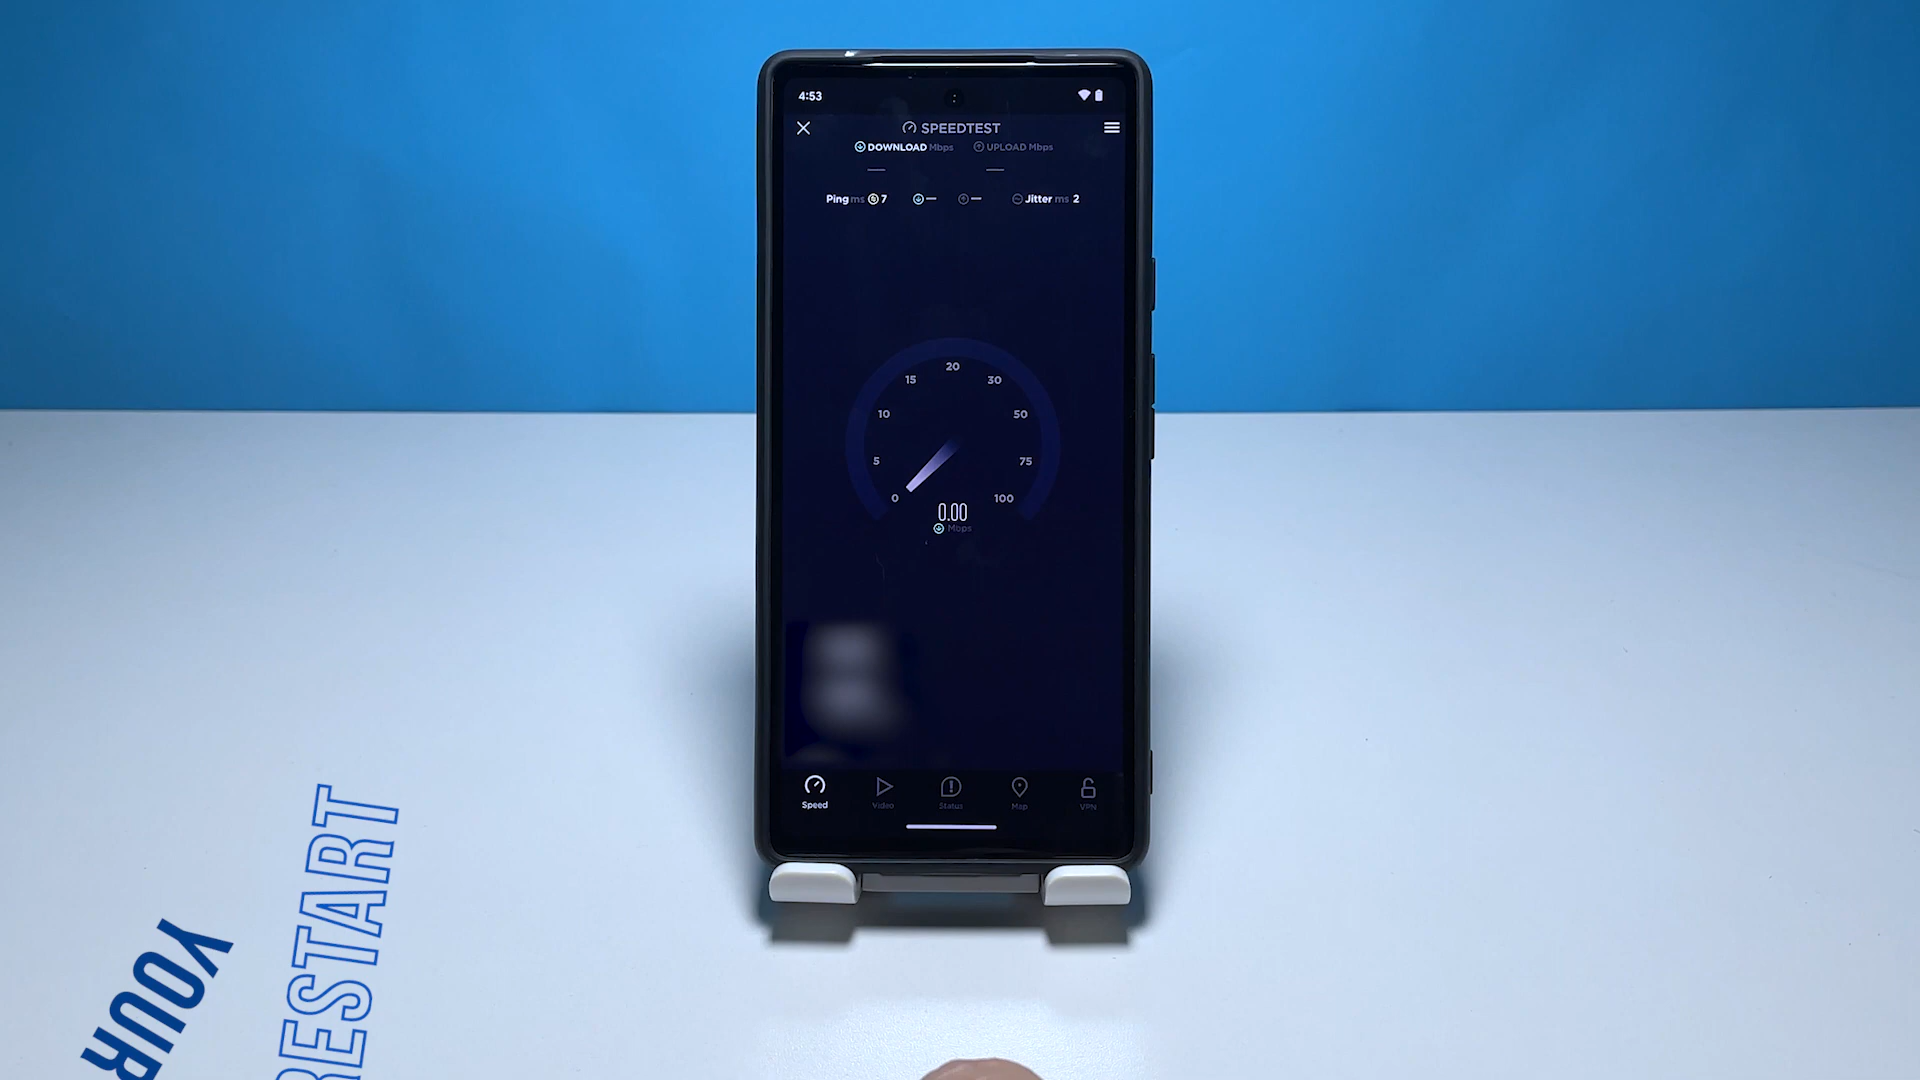 4:53
SPEEDTEST
DOWNLOAD Mbps UPLOAD Mbps
Ping ms 7 Jitter ms 2
20
15 30
10 50
5 75
0 100
0.00
Mbps
Speed Video Status Map VPN
RESTART
YOUR